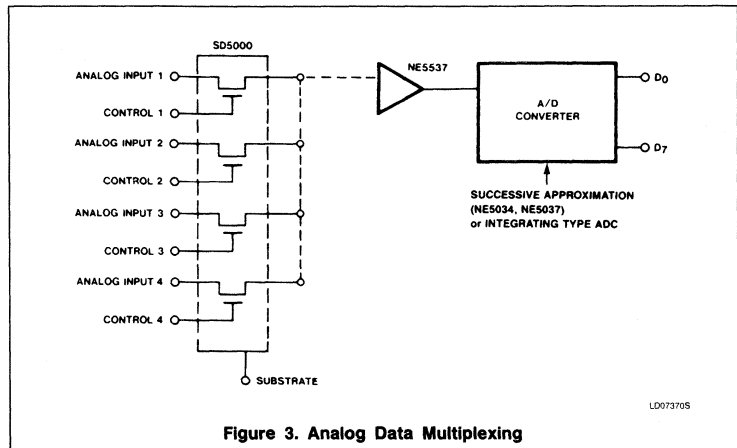 SD5000
NE5537
ANALOG INPUT 1
CONTROL 1
ANALOG INPUT 2
CONTROL 2
ANALOG INPUT 3
CONTROL 3
ANALOG INPUT 4
CONTROL 4
SUBSTRATE
A/D
CONVERTER
D0
D7
SUCCESSIVE APPROXIMATION
(NE5034, NE5037)
or INTEGRATING TYPE ADC
LD07370S
Figure 3. Analog Data Multiplexing